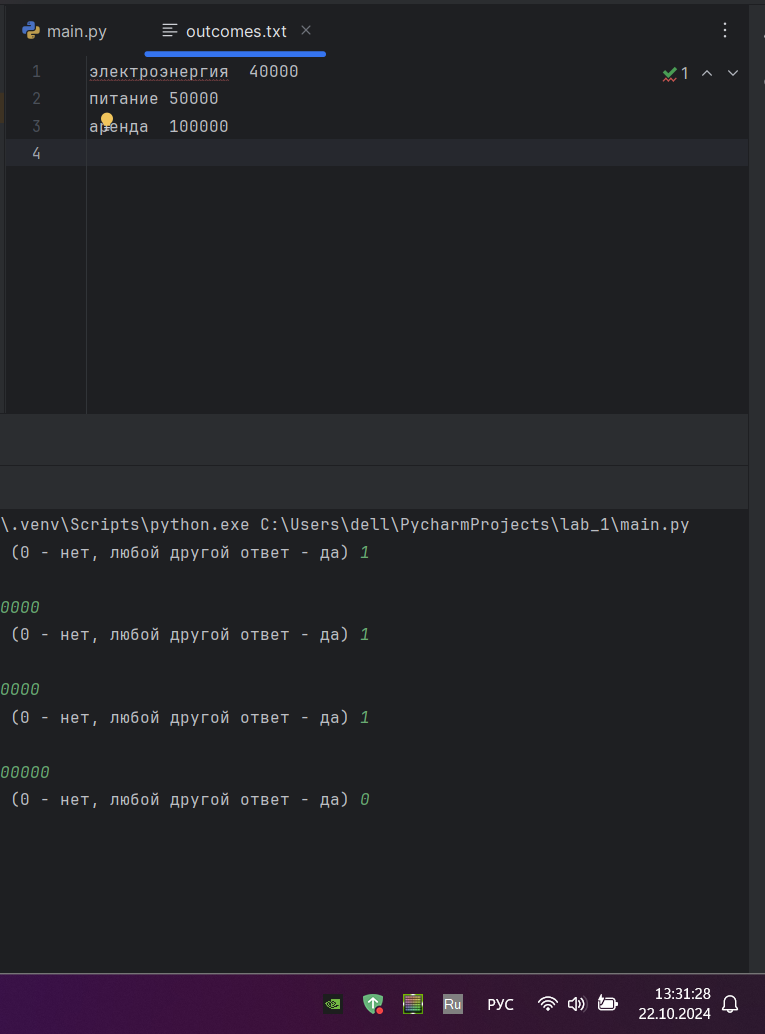 main.py outcomes.txt
1 электроэнергия  40000
1
2 питание 50000
3 аренда  100000
4
\.venv\Scripts\python.exe C:\Users\dell\PycharmProjects\lab_1\main.py
(0 - нет, любой другой ответ - да) 1
0000
(0 - нет, любой другой ответ - да) 1
0000
(0 - нет, любой другой ответ - да) 1
00000
(0 - нет, любой другой ответ - да) 0
Ru РУС 13:31:28
22.10.2024